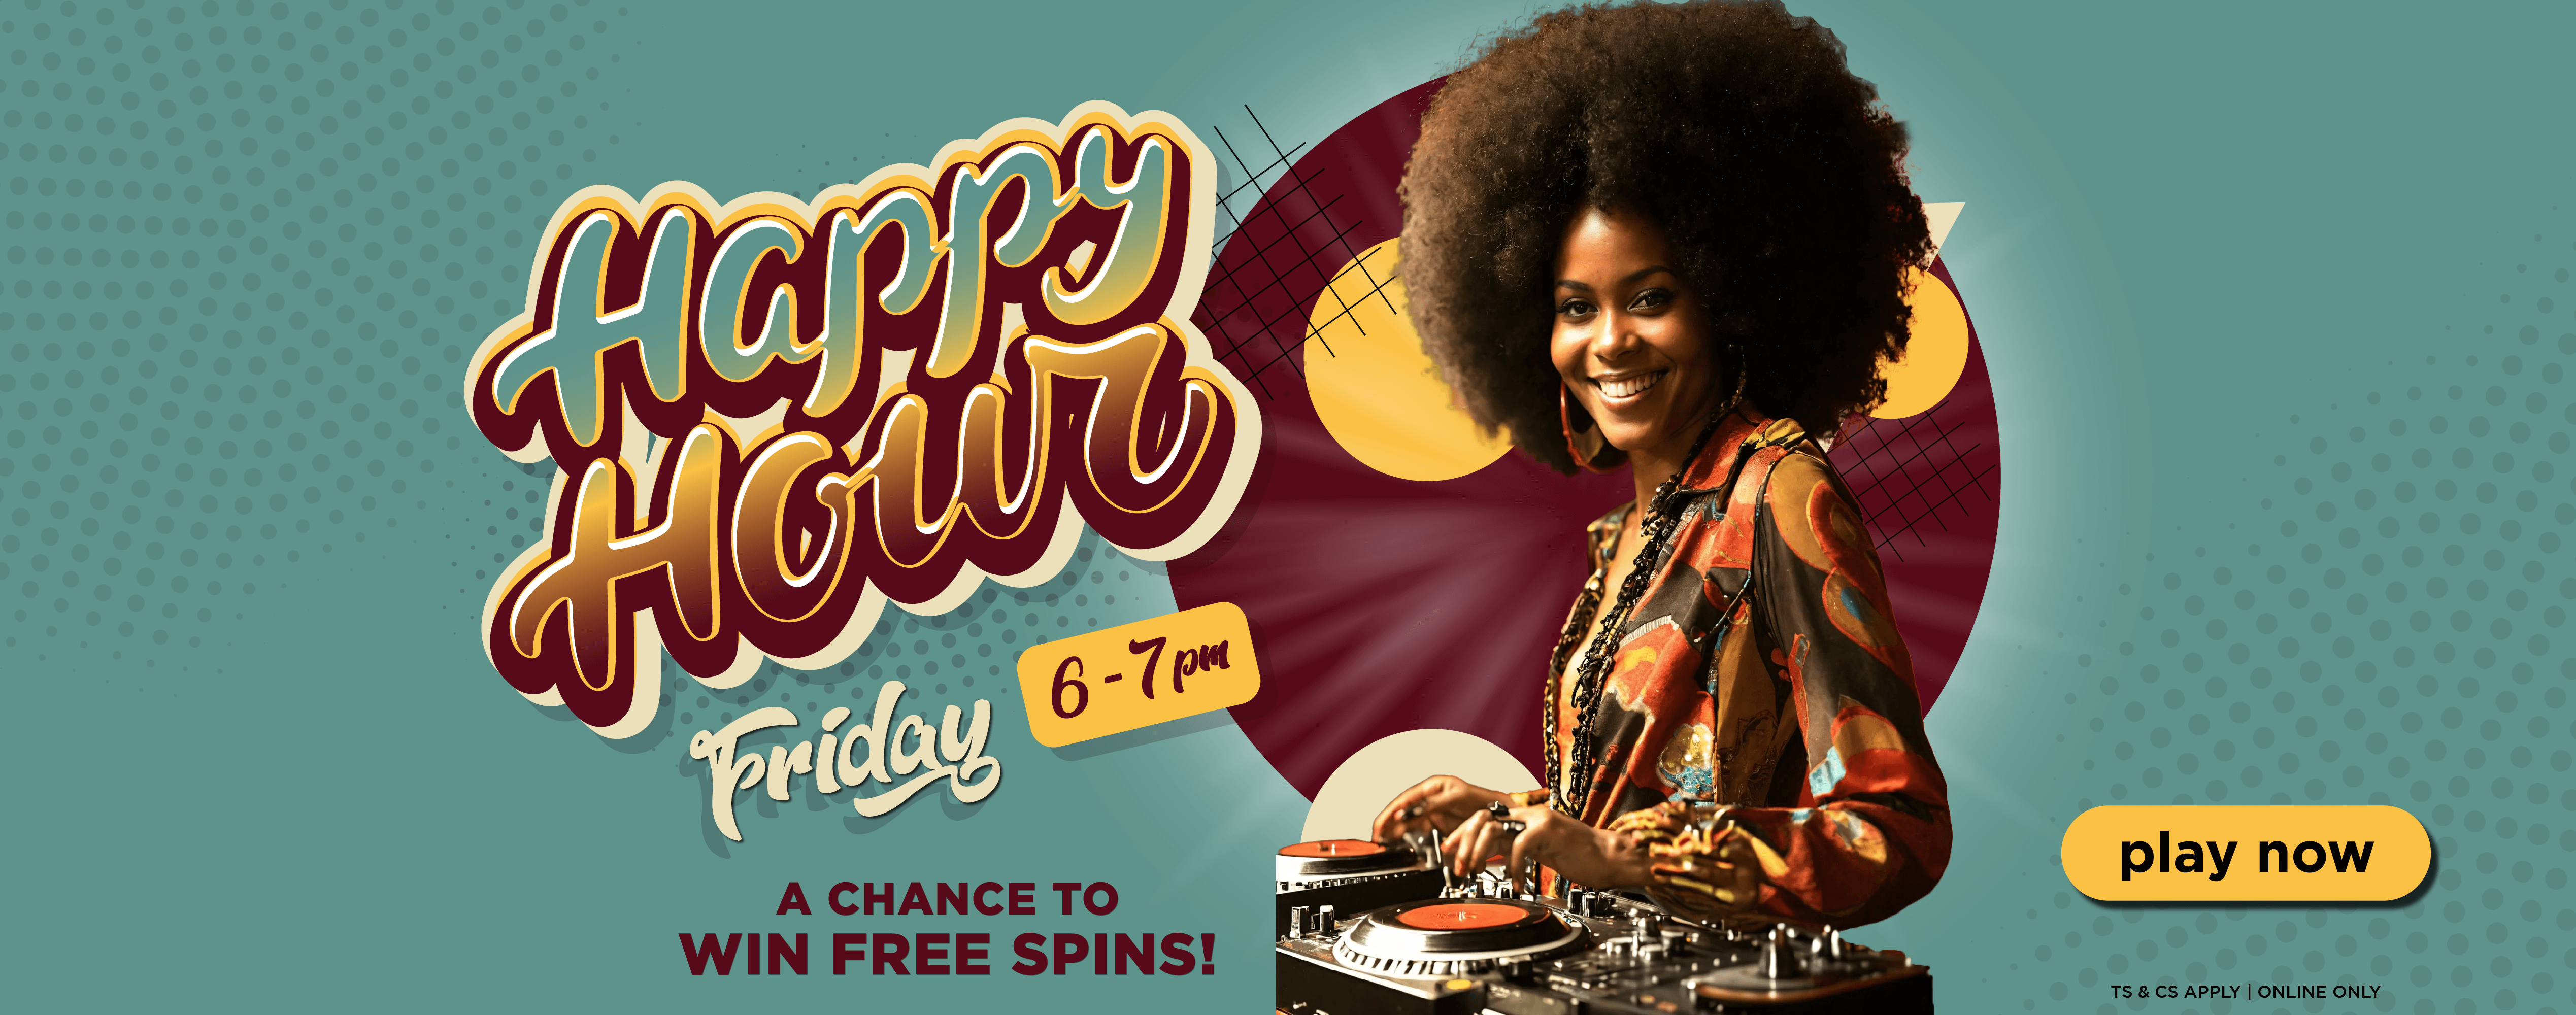 Happy
Hour
Friday
6 - 7 pm
A CHANCE TO
WIN FREE SPINS!
play now
TS & CS APPLY | ONLINE ONLY